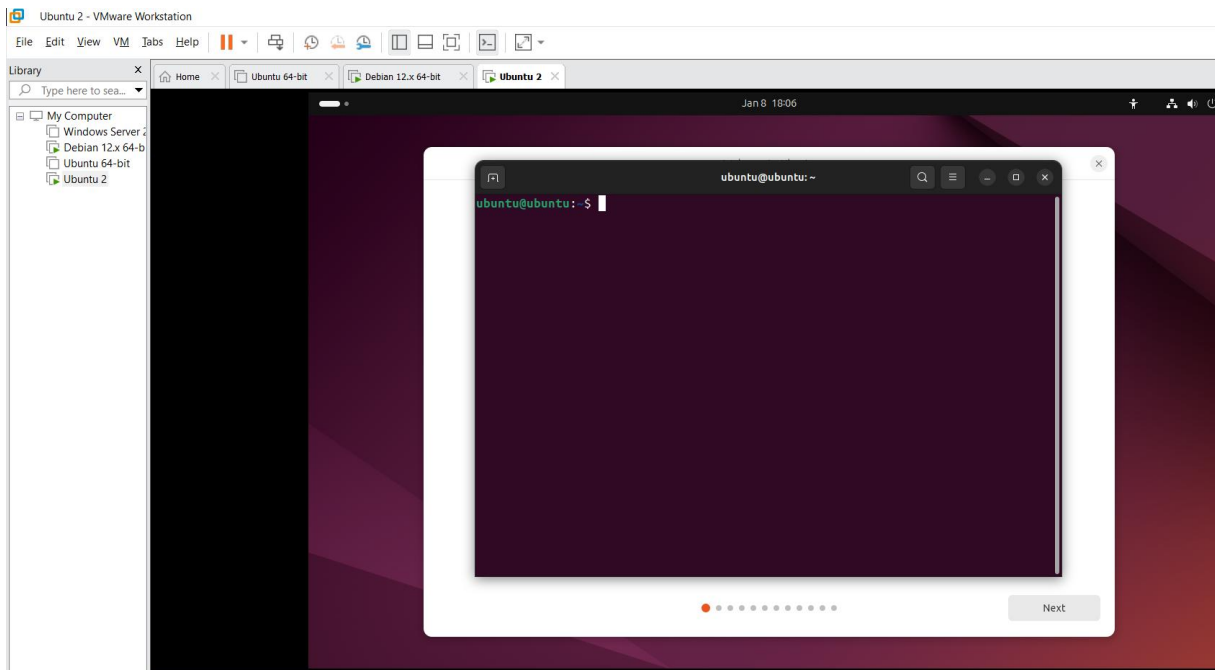 Ubuntu 2 - VMware Workstation
File Edit View VM Tabs Help
Library X
Type here to sea...
My Computer
Windows Server 2
Debian 12.x 64-b
Ubuntu 64-bit
Ubuntu 2
Home Ubuntu 64-bit Debian 12.x 64-bit Ubuntu 2
Jan 8 18:06
ubuntu@ubuntu: ~
ubuntu@ubuntu:~$
Next